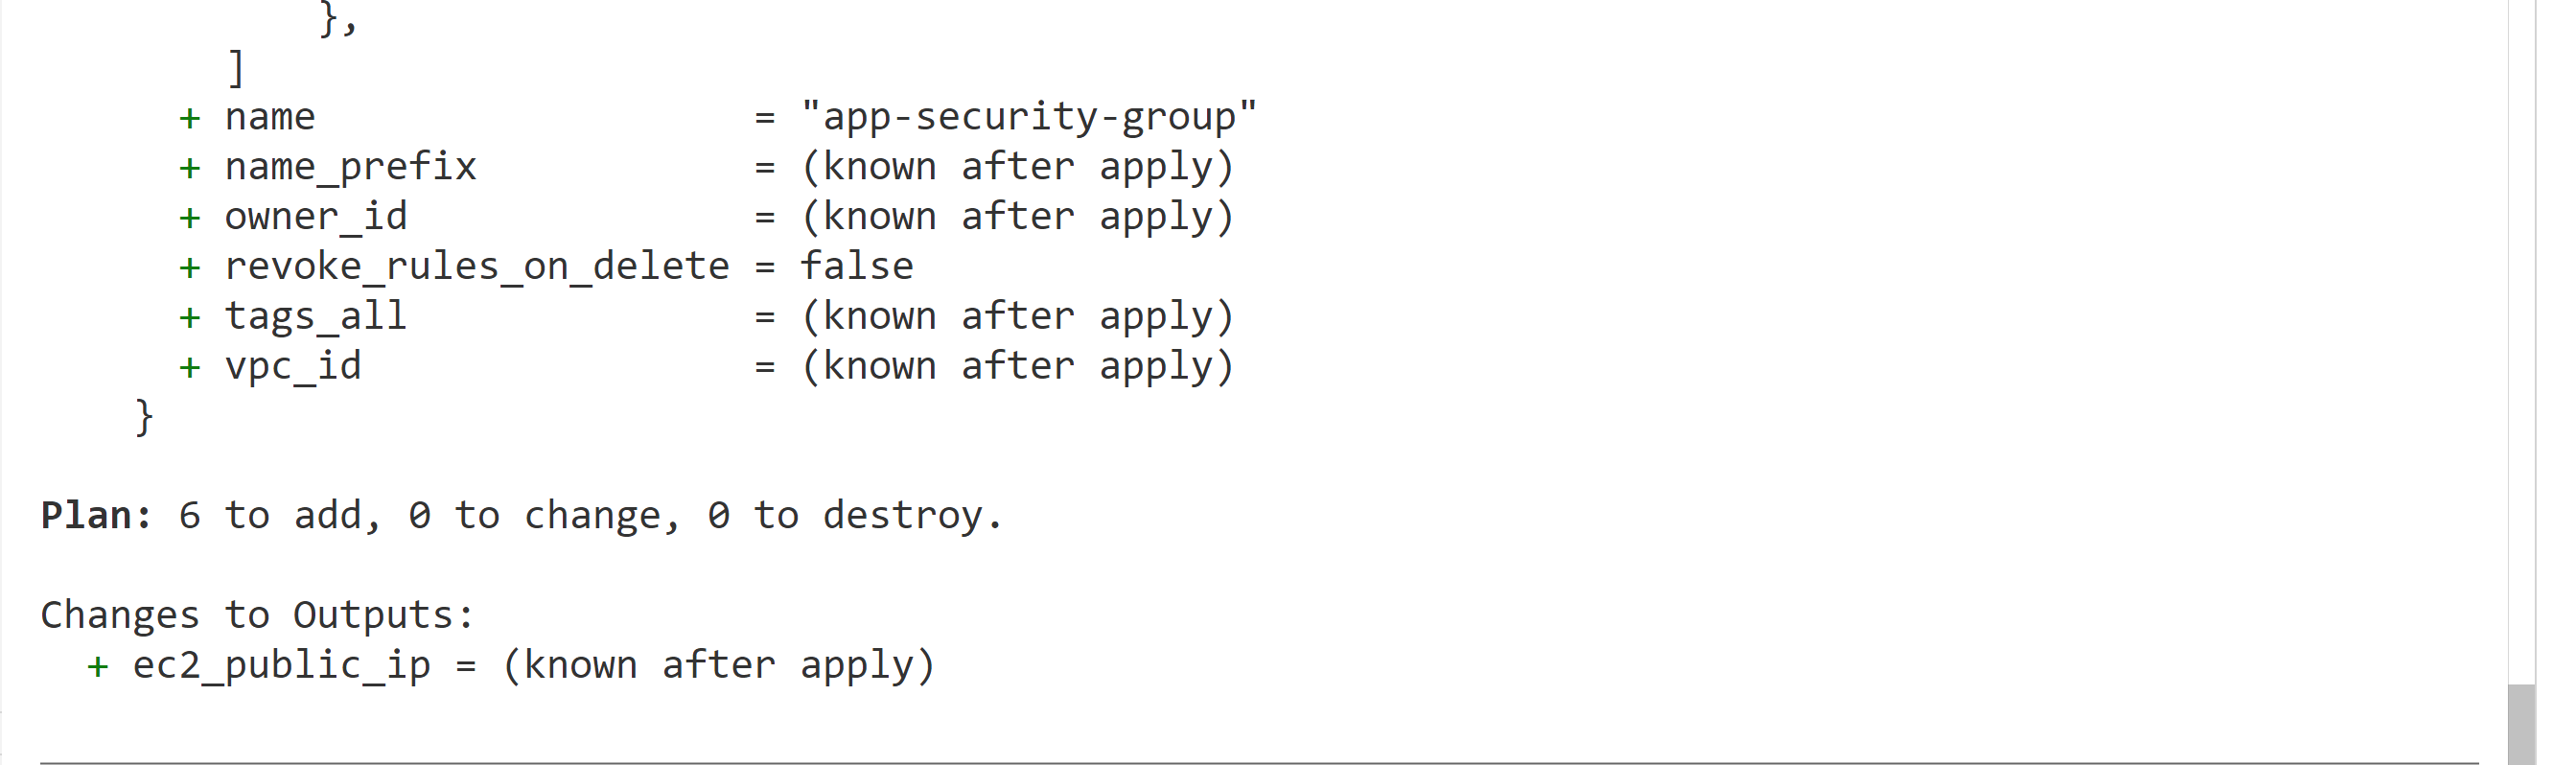 },
]
+ name = "app-security-group"
+ name_prefix = (known after apply)
+ owner_id = (known after apply)
+ revoke_rules_on_delete = false
+ tags_all = (known after apply)
+ vpc_id = (known after apply)
}
Plan: 6 to add, 0 to change, 0 to destroy.
Changes to Outputs:
+ ec2_public_ip = (known after apply)